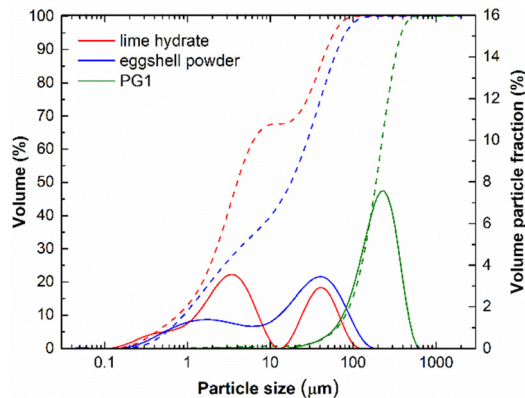 100
90
80
70
60
50
40
30
20
10
0
Volume (%)
lime hydrate
eggshell powder
PG1
16
14
12
10
8
6
4
2
0
Volume particle fraction (%)
0.1 1 10 100 1000
Particle size (μm)